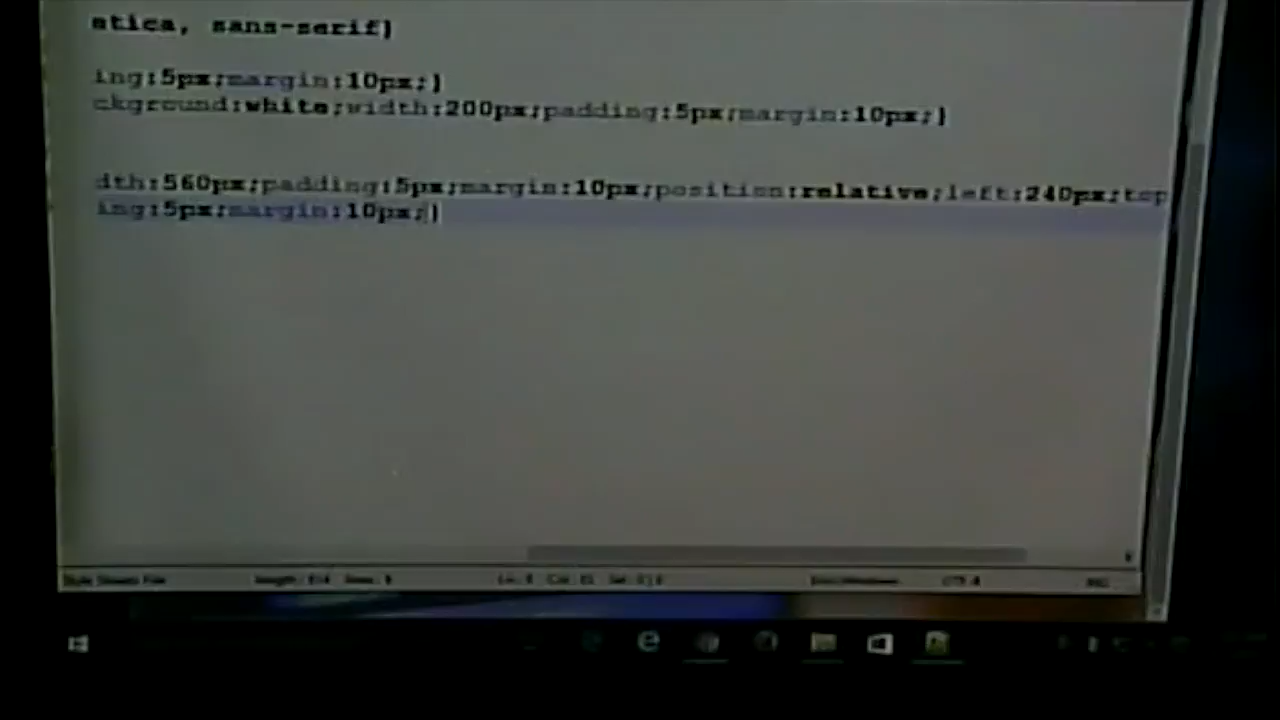 atica, sans-serif}
ing:5px;margin:10px;}
ckground:white;width:200px;padding:5px;margin:10px;}
dth:560px;padding:5px;margin:10px;position:relative;left:240px;top
ing:5px;margin:10px;}